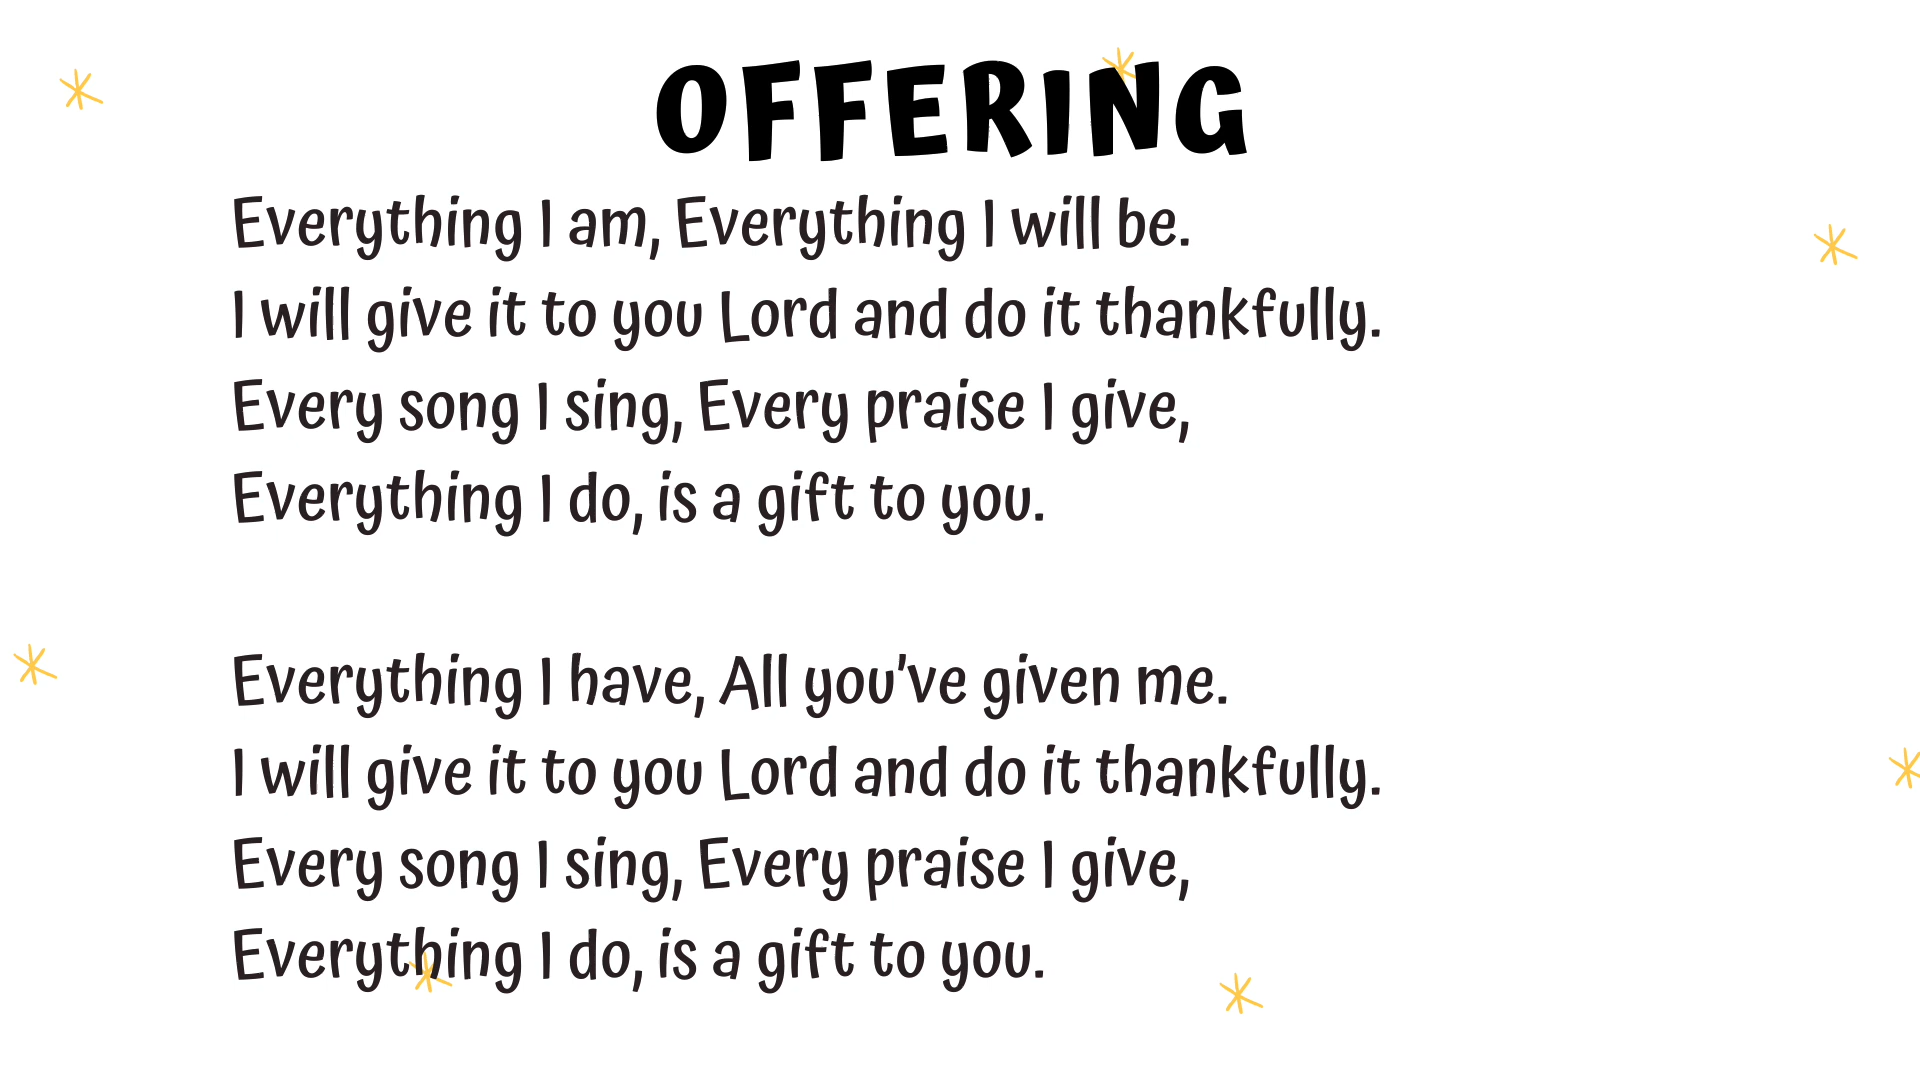 OFFERING
Everything I am, Everything I will be.
I will give it to you Lord and do it thankfully.
Every song I sing, Every praise I give,
Everything I do, is a gift to you.
Everything I have, All you've given me.
I will give it to you Lord and do it thankfully.
Every song I sing, Every praise I give,
Everything I do, is a gift to you.